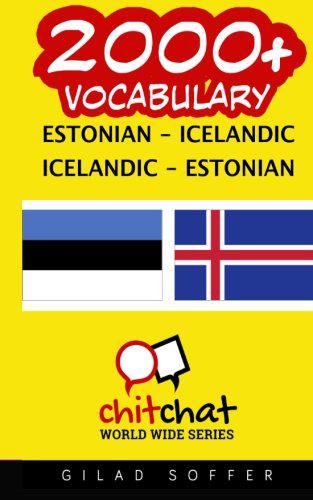 2000+
VOCABULARY
ESTONIAN - ICELANDIC
ICELANDIC - ESTONIAN
chitchat
WORLD WIDE SERIES
GILAD SOFFER